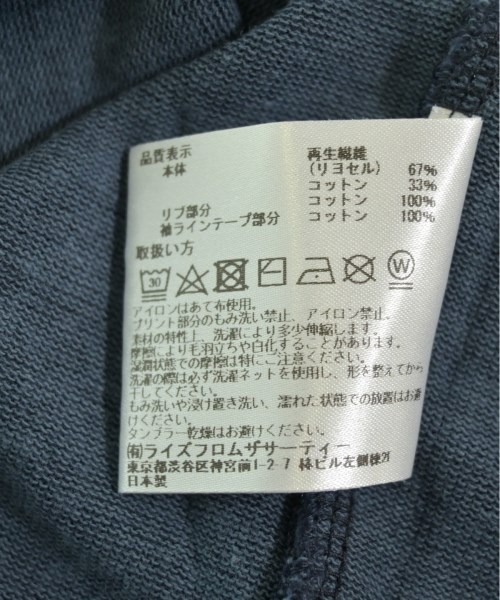 品質表示
本体 再生繊維
(リヨセル) 67%
コットン 33%
リブ部分 コットン 100%
袖ラインテープ部分 コットン 100%
取扱い方
30 W
アイロンはあて布使用。
プリント部分のもみ洗い禁止、アイロン禁止。
素材の特性上、洗濯により多少伸縮します。
摩擦により毛羽立ちや白化することがあります。
湿潤状態での摩擦は特にご注意ください。
洗濯の際は必ず洗濯ネットを使用し、形を整えてから
干してください。
もみ洗いや浸け置き洗い、濡れた状態での放置はお避
けください。
タンブラー乾燥はお避けください。
(有)ライズフロムザサーティー
東京都渋谷区神宮前1-2-7 林ビル左側棟2f
日本製